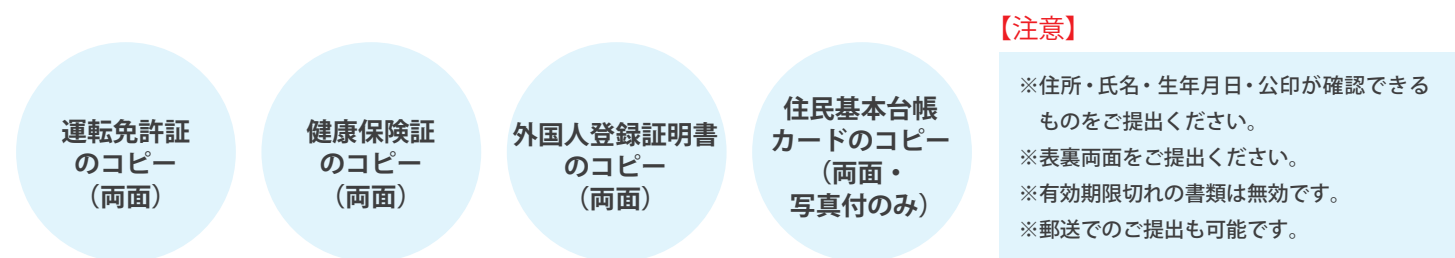 運転免許証
のコピー
（両面）
健康保険証
のコピー
（両面）
外国人登録証明書
のコピー
（両面）
住民基本台帳
カードのコピー
（両面・
写真付のみ）
【注意】
※住所・氏名・生年月日・公印が確認できる
ものをご提出ください。
※表裏両面をご提出ください。
※有効期限切れの書類は無効です。
※郵送でのご提出も可能です。